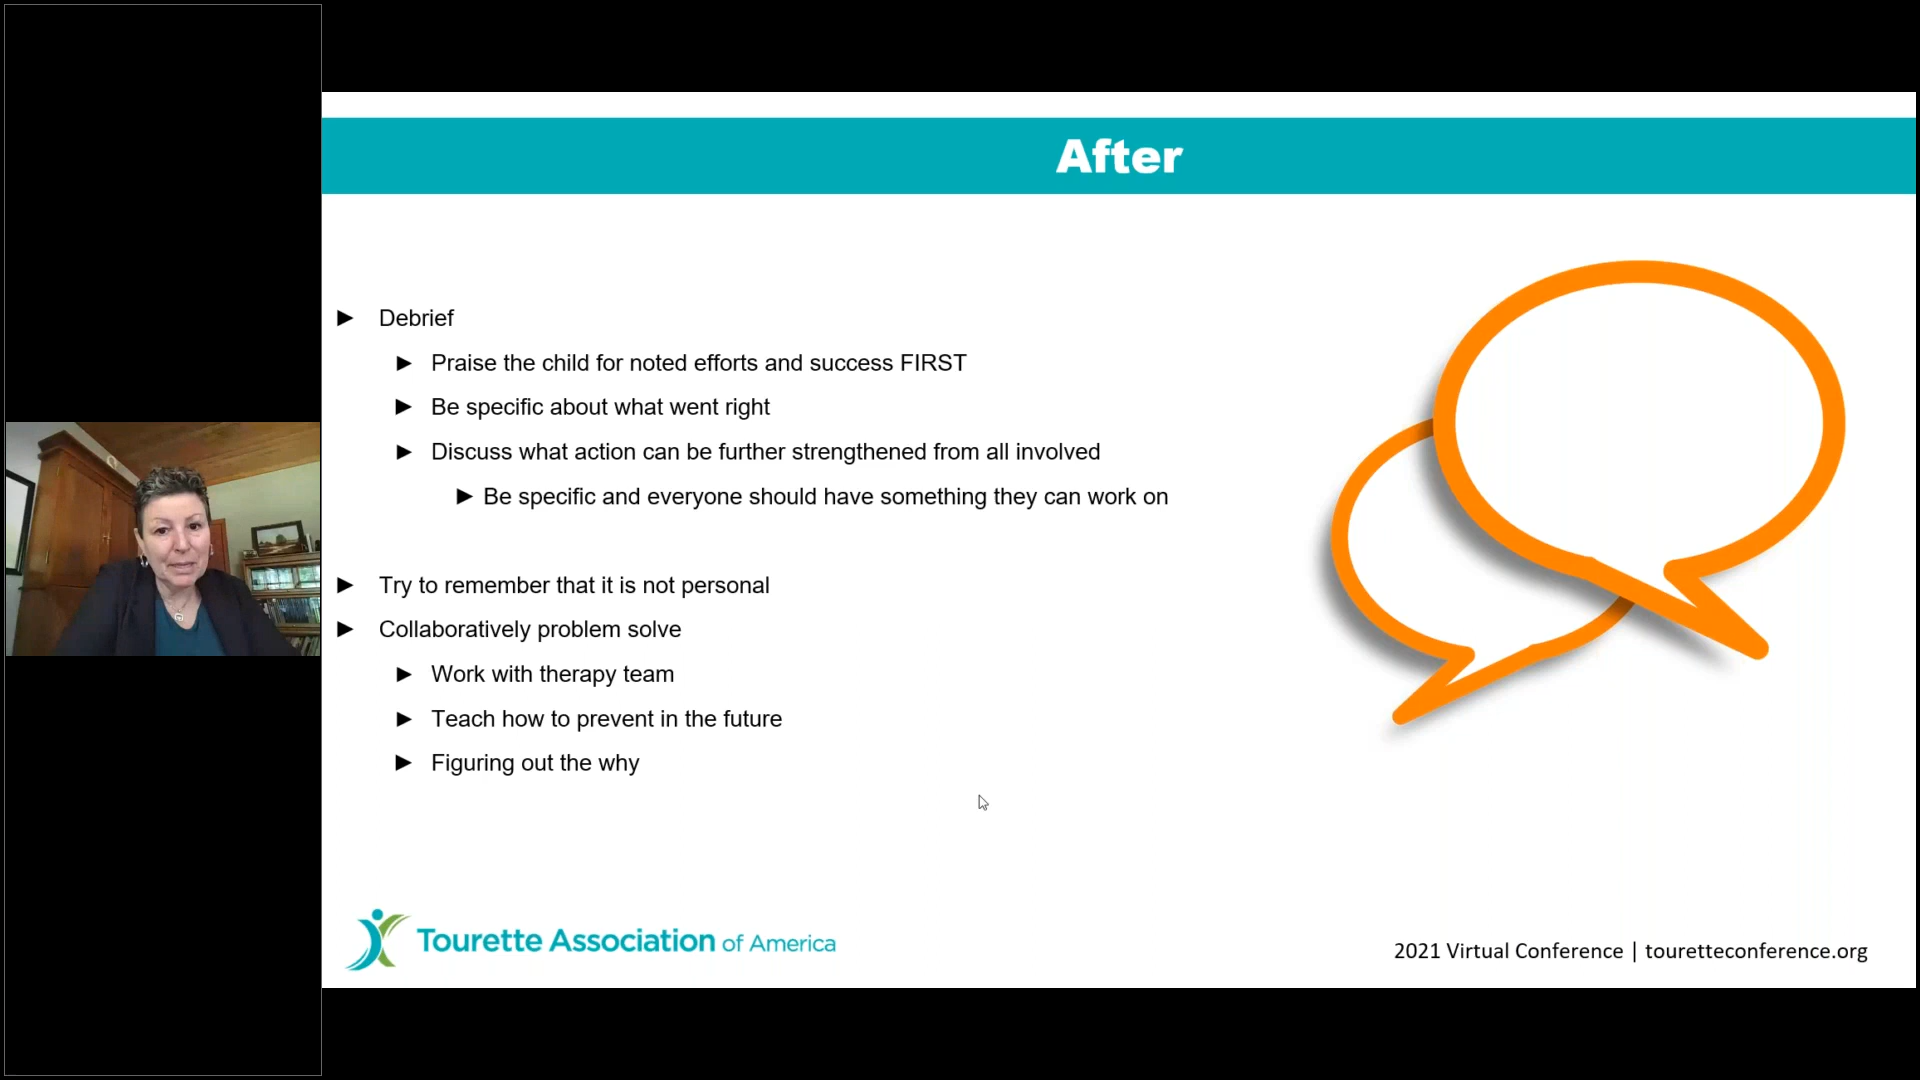 After
Debrief
Praise the child for noted efforts and success FIRST
Be specific about what went right
Discuss what action can be further strengthened from all involved
Be specific and everyone should have something they can work on
Try to remember that it is not personal
Collaboratively problem solve
Work with therapy team
Teach how to prevent in the future
Figuring out the why
Tourette Association of America
2021 Virtual Conference | touretteconference.org